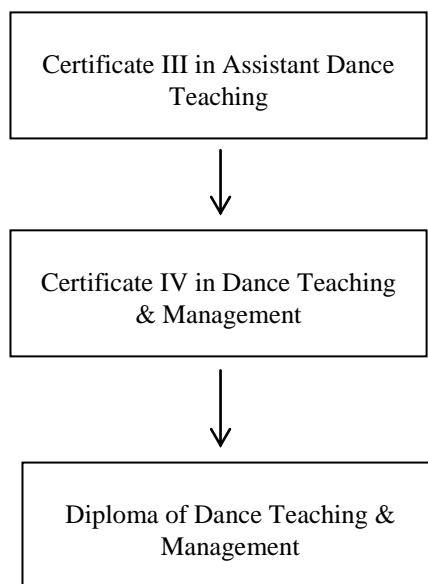 Certificate III in Assistant Dance
Teaching
Certificate IV in Dance Teaching
& Management
Diploma of Dance Teaching &
Management